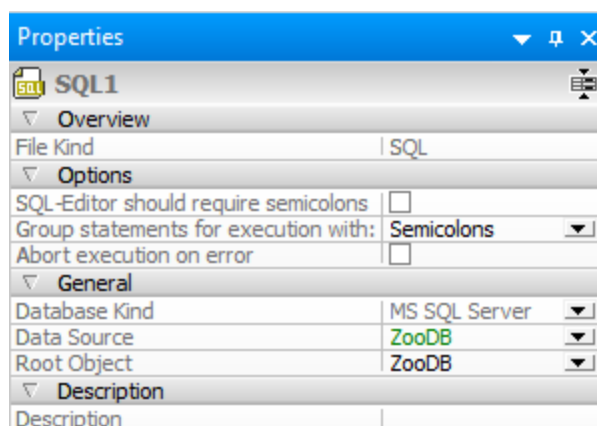 Properties
SQL1
Overview
File Kind SQL
Options
SQL-Editor should require semicolons
Group statements for execution with: Semicolons
Abort execution on error
General
Database Kind MS SQL Server
Data Source ZooDB
Root Object ZooDB
Description
Description